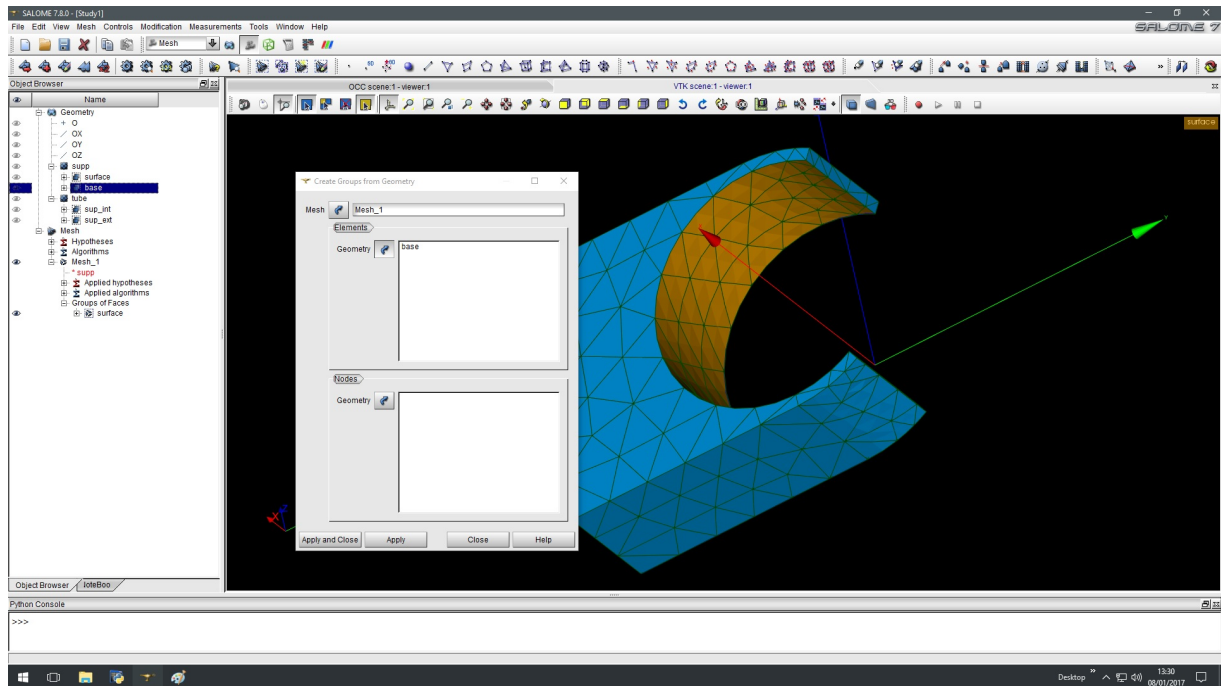 SALOME 7.8.0 - [Study1]
File Edit View Mesh Controls Modification Measurements Tools Window Help
SALOME 7
Mesh
Object Browser
OCC scene:1 - viewer:1
VTK scene:1 - viewer:1
Name
Geometry
O
OX
OY
OZ
supp
surface
base
tube
sup_int
sup_ext
Mesh
Hypotheses
Algorithms
Mesh_1
* supp
Applied hypotheses
Applied algorithms
Groups of Faces
surface
surface
Create Groups from Geometry
Mesh Mesh_1
Elements
Geometry base
Nodes
Geometry
Apply and Close Apply Close Help
X Z
Y
Object Browser NoteBoo
Python Console
>>>
Desktop
13:30
08/01/2017